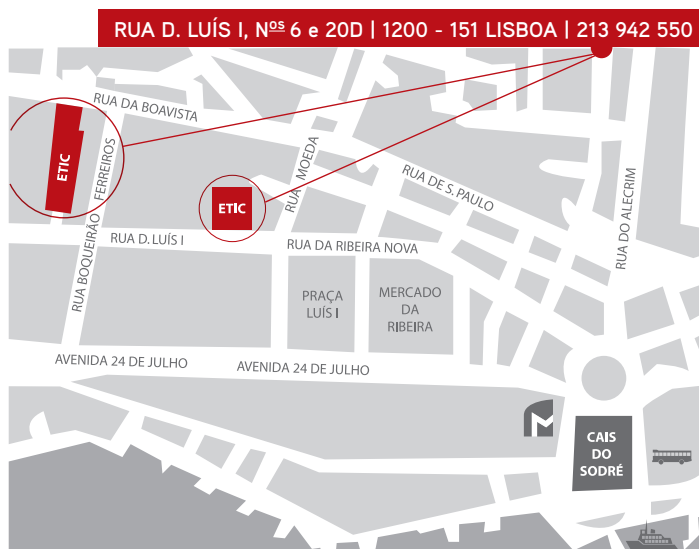 RUA D. LUÍS I, Nos 6 e 20D | 1200 - 151 LISBOA | 213 942 550
RUA DA BOAVISTA
ETIC
RUA BOQUEIRÃO FERREIROS
RUA MOEDA
RUA DE S. PAULO
RUA DO ALECRIM
ETIC
RUA D. LUÍS I
RUA DA RIBEIRA NOVA
PRAÇA
LUÍS I
MERCADO
DA
RIBEIRA
AVENIDA 24 DE JULHO
AVENIDA 24 DE JULHO
M
CAIS
DO
SODRÉ